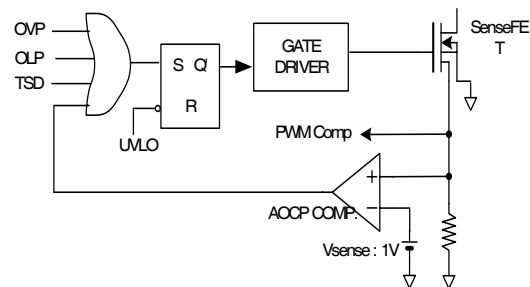 OVP
OLP
TSD
S Q'
R
UVLO
GATE
DRIVER
SenseFE
T
PWM Comp
+
−
AOCP COMP.
Vsense : 1V